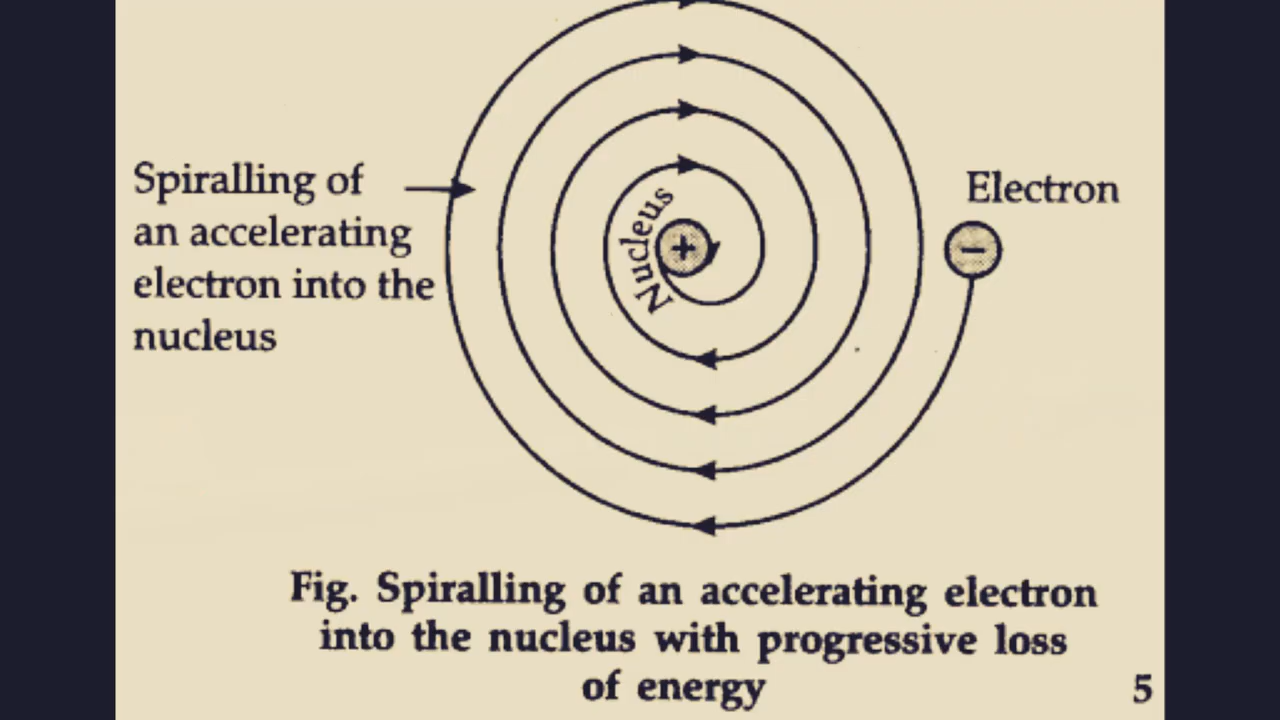 Spiralling of
an accelerating
electron into the
nucleus
Nucleus
+
Electron
−
Fig. Spiralling of an accelerating electron
into the nucleus with progressive loss
of energy
5